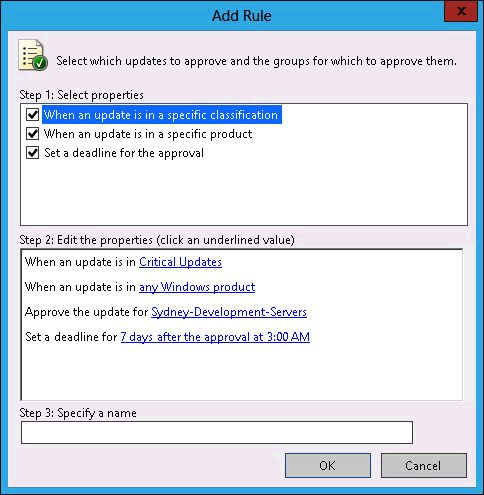 Add Rule
Select which updates to approve and the groups for which to approve them.
Step 1: Select properties
When an update is in a specific classification
When an update is in a specific product
Set a deadline for the approval
Step 2: Edit the properties (click an underlined value)
When an update is in Critical Updates
When an update is in any Windows product
Approve the update for Sydney-Development-Servers
Set a deadline for 7 days after the approval at 3:00 AM
Step 3: Specify a name
OK Cancel